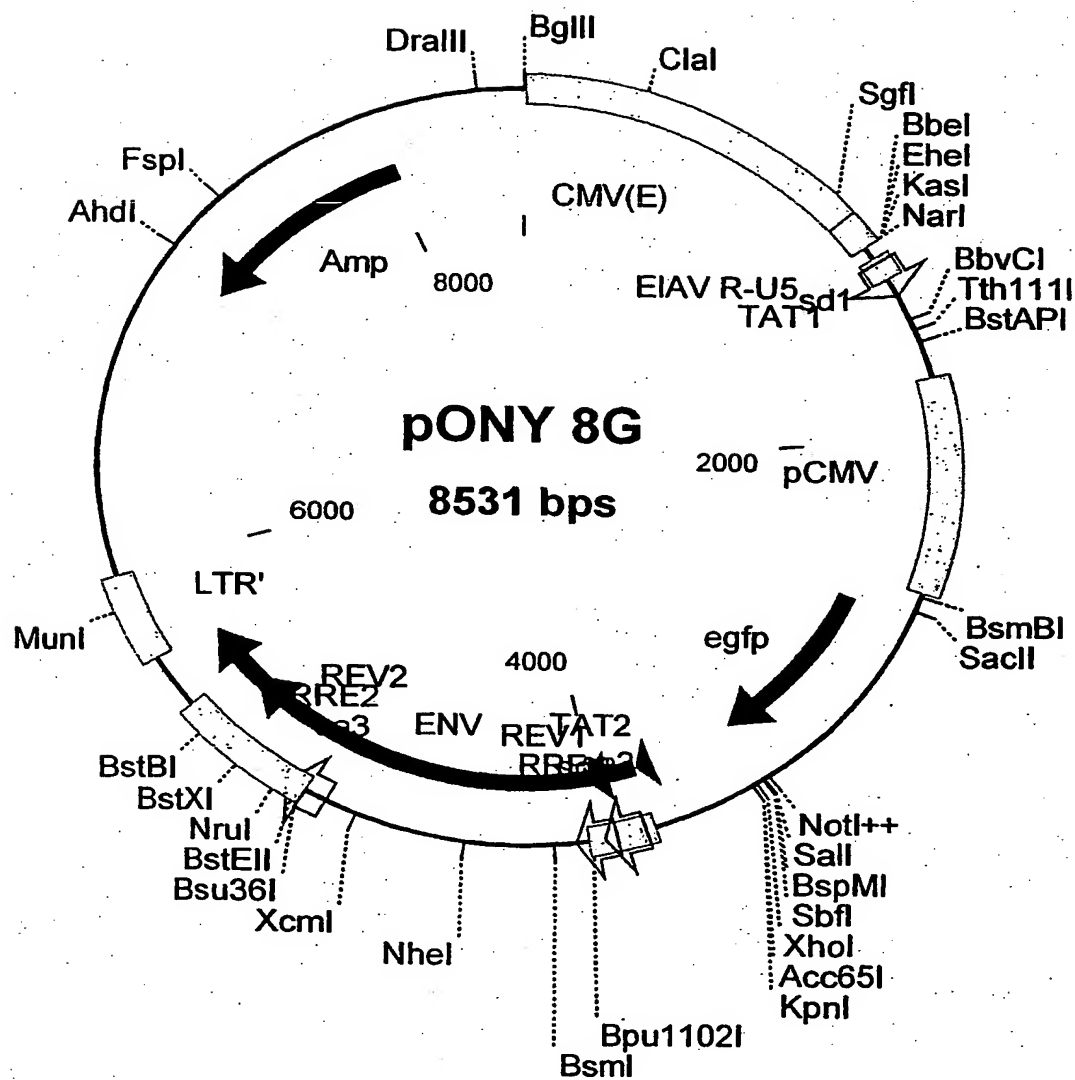 DraIII
BglII
ClaI
SgfI
BbeI
EheI
KasI
NarI
FspI
AhdI
CMV(E)
Amp
8000
EIAV R-U5
sd1
TAT1
BbvCI
Tth111I
BstAPI
pONY 8G
8531 bps
2000
pCMV
6000
LTR'
MunI
egfp
BsmBI
SacII
4000
REV2
RRE2
ENV
REV1
TAT2
BstBI
BstXI
NruI
BstEII
Bsu36I
XcmI
NheI
NotI++
SalI
BspMI
SbfI
XhoI
Acc65I
KpnI
Bpu1102I
BsmI